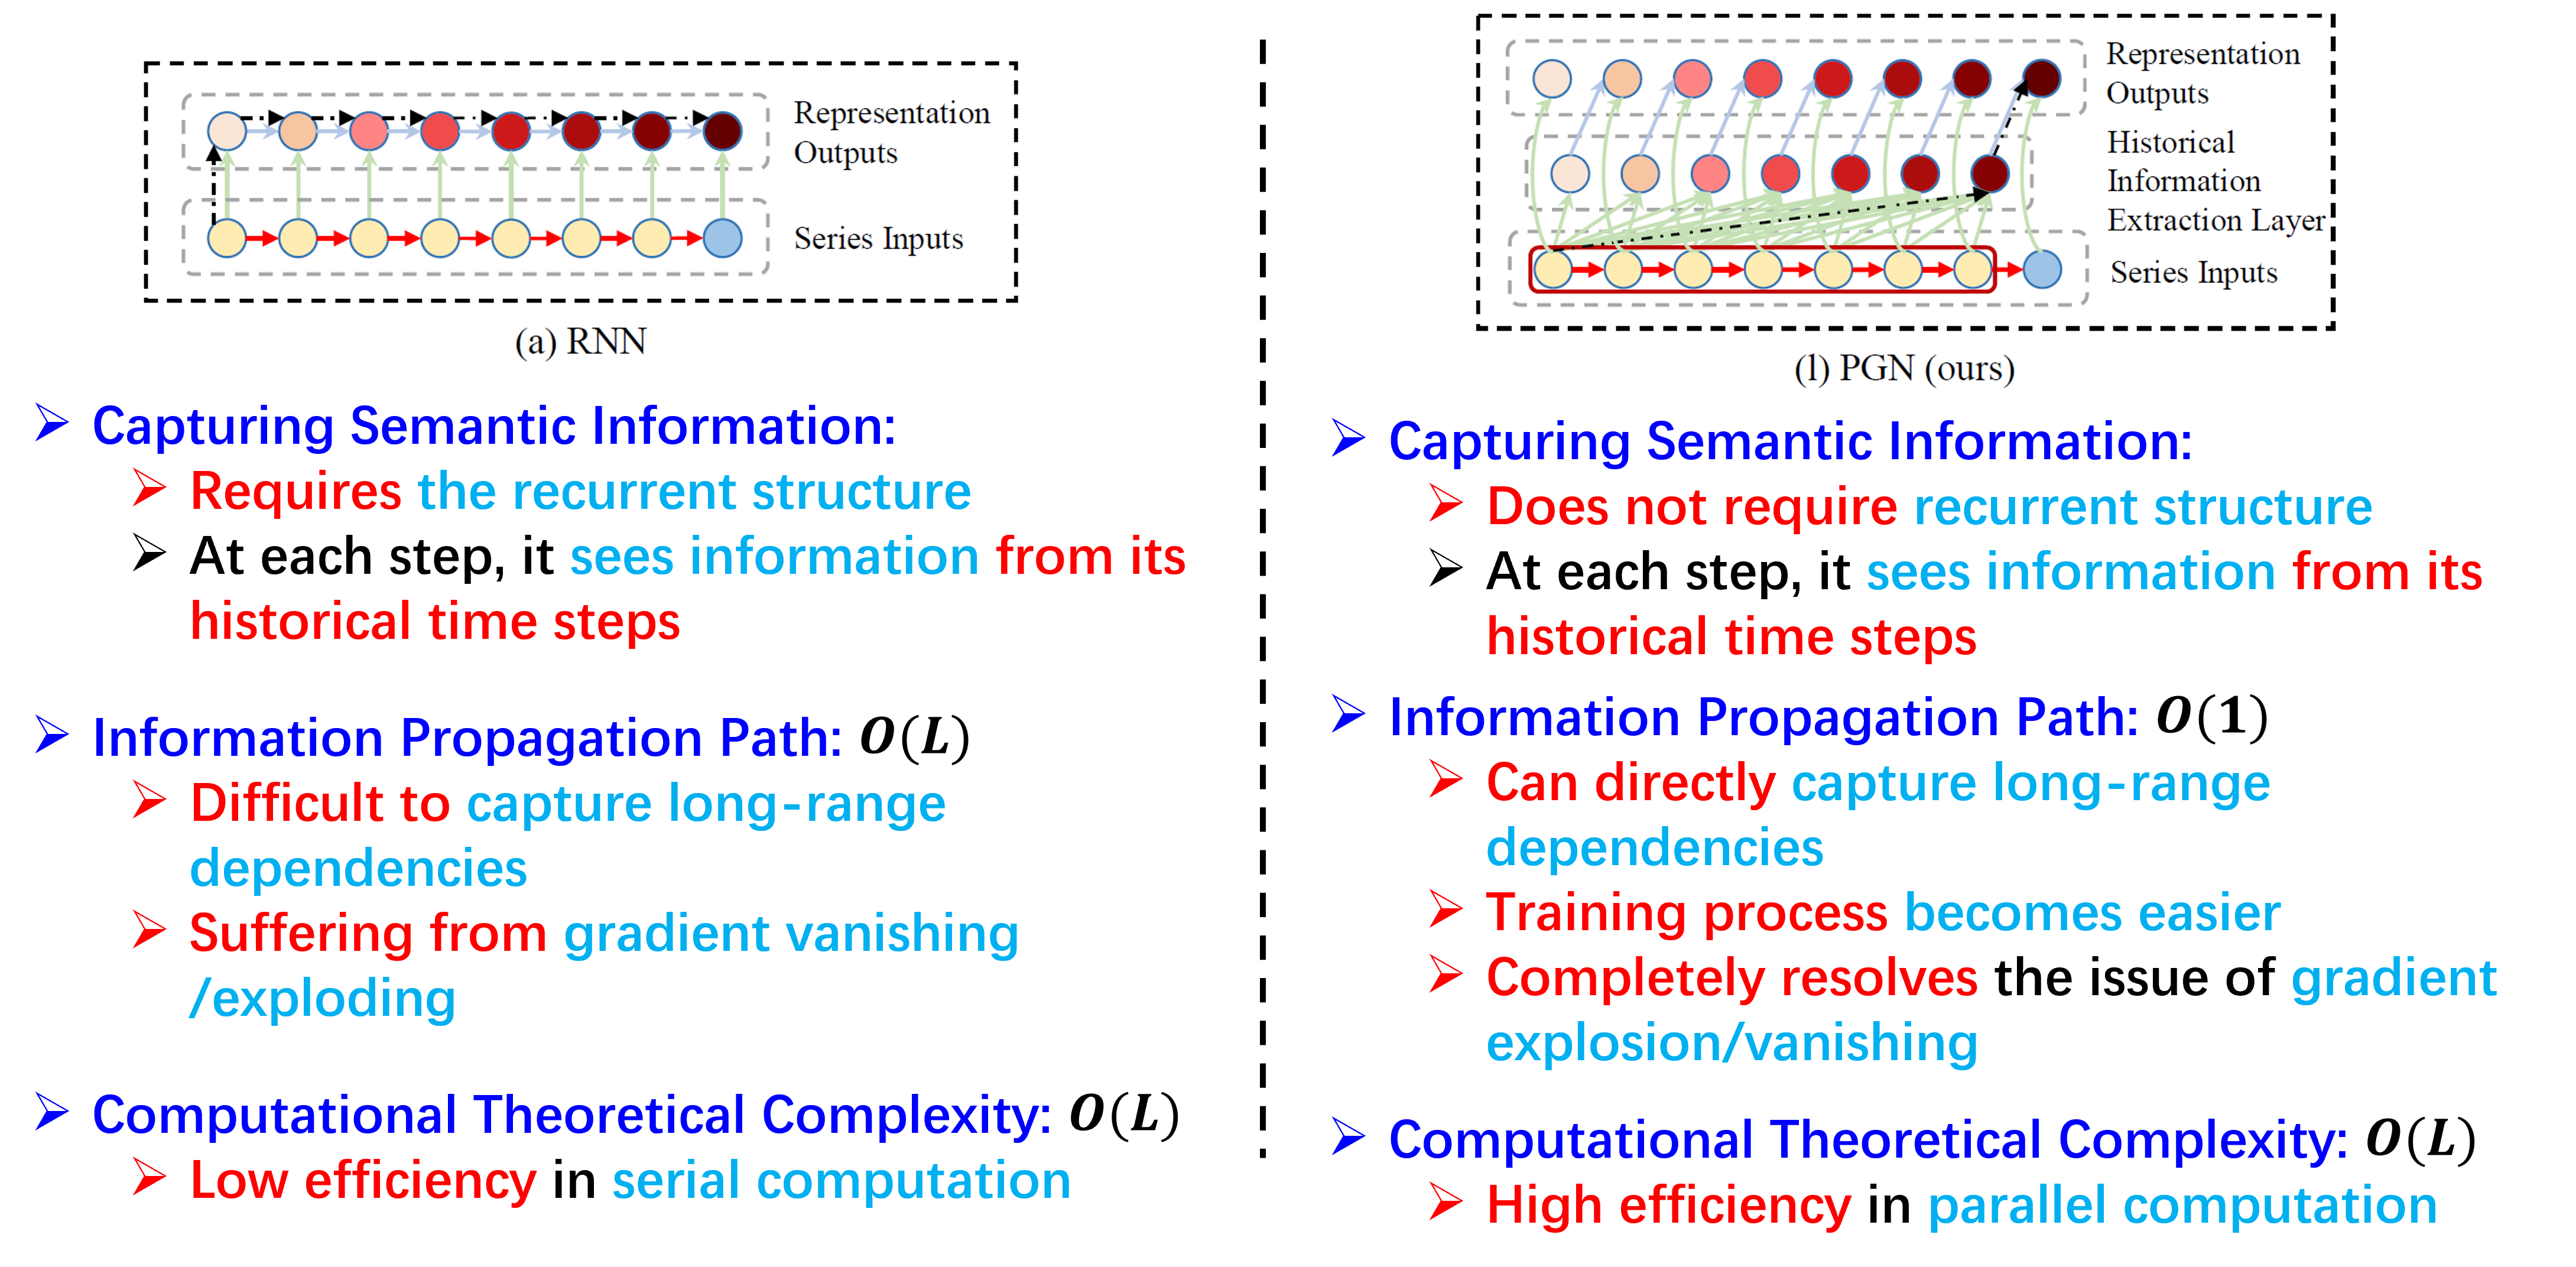 Representation
Outputs
Series Inputs
(a) RNN
➢ Capturing Semantic Information:
➢ Requires the recurrent structure
➢ At each step, it sees information from its
historical time steps
➢ Information Propagation Path: O(L)
➢ Difficult to capture long-range
dependencies
➢ Suffering from gradient vanishing
/exploding
➢ Computational Theoretical Complexity: O(L)
➢ Low efficiency in serial computation
Representation
Outputs
Historical
Information
Extraction Layer
Series Inputs
(l) PGN (ours)
➢ Capturing Semantic Information:
➢ Does not require recurrent structure
➢ At each step, it sees information from its
historical time steps
➢ Information Propagation Path: O(1)
➢ Can directly capture long-range
dependencies
➢ Training process becomes easier
➢ Completely resolves the issue of gradient
explosion/vanishing
➢ Computational Theoretical Complexity: O(L)
➢ High efficiency in parallel computation